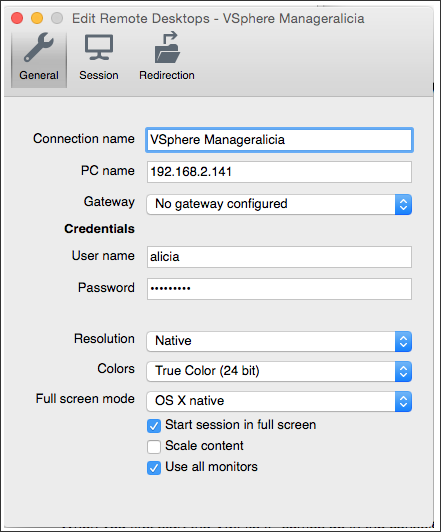 Edit Remote Desktops - VSphere Manageralicia
General Session Redirection
Connection name VSphere Manageralicia
PC name 192.168.2.141
Gateway No gateway configured
Credentials
User name alicia
Password •••••••••
Resolution Native
Colors True Color (24 bit)
Full screen mode OS X native
Start session in full screen
Scale content
Use all monitors